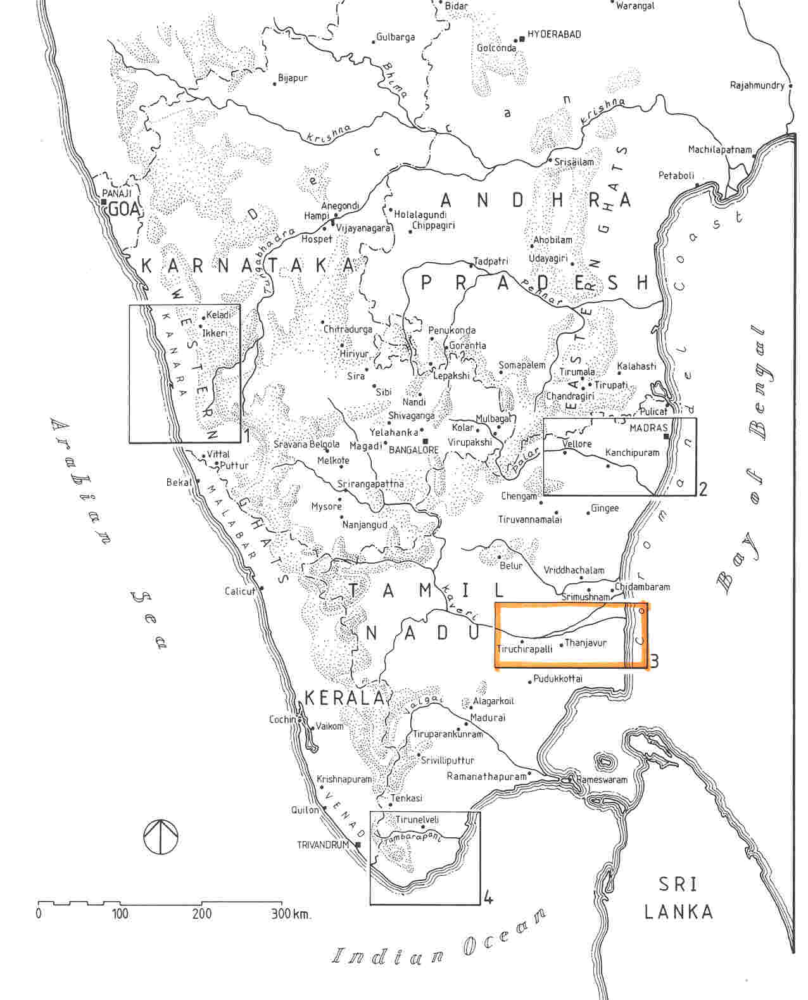 Bidar
Warangal
Gulbarga
HYDERABAD
Golconda
Bhima
Bijapur
Rajahmundry
Krishna
Krishna
Deccan
Srisailam
Machilapatnam
Petaboli
PANAJI
GOA
ANDHRA
Anegondi
Hampi
Vijayanagara
Hospet
Holalagundi
Chippagiri
Tungabhadra
Ahobilam
Udayagiri
EASTERN GHATS
KARNATAKA
Tadpatri
PRADESH
Pennar
WESTERN
GHATS
KANARA
Keladi
Ikkeri
1
Chitradurga
Hiriyur
Sira
Sibi
Penukonda
Gorantla
Lepakshi
Nandi
Somapalem
Tirumala
Kalahasti
Tirupati
Chandragiri
Pulicat
Shivaganga
Yelahanka
Magadi
BANGALORE
Kolar
Mulbagal
Virupakshi
Palar
MADRAS
Vellore
Kanchipuram
2
Sravana Belgola
Melkote
Vittal
Puttur
Bekal
MALABAR
Srirangapattna
Mysore
Nanjangud
Chengam
Tiruvannamalai
Gingee
Belur
Vriddhachalam
Chidambaram
Srimushnam
Calicut
TAMIL
NADU
Kaveri
Tiruchirapalli
Thanjavur
3
Pudukkottai
KERALA
Vaigai
Alagarkoil
Madurai
Tiruparankunram
Cochin
Vaikom
Srivilliputtur
Ramanathapuram
Rameswaram
Krishnapuram
VENAD
Quilon
Tenkasi
Tirunelveli
Tambarapani
TRIVANDRUM
4
Coromandel Coast
Bay of Bengal
Arabian Sea
Indian Ocean
SRI
LANKA
0 100 200 300 km.